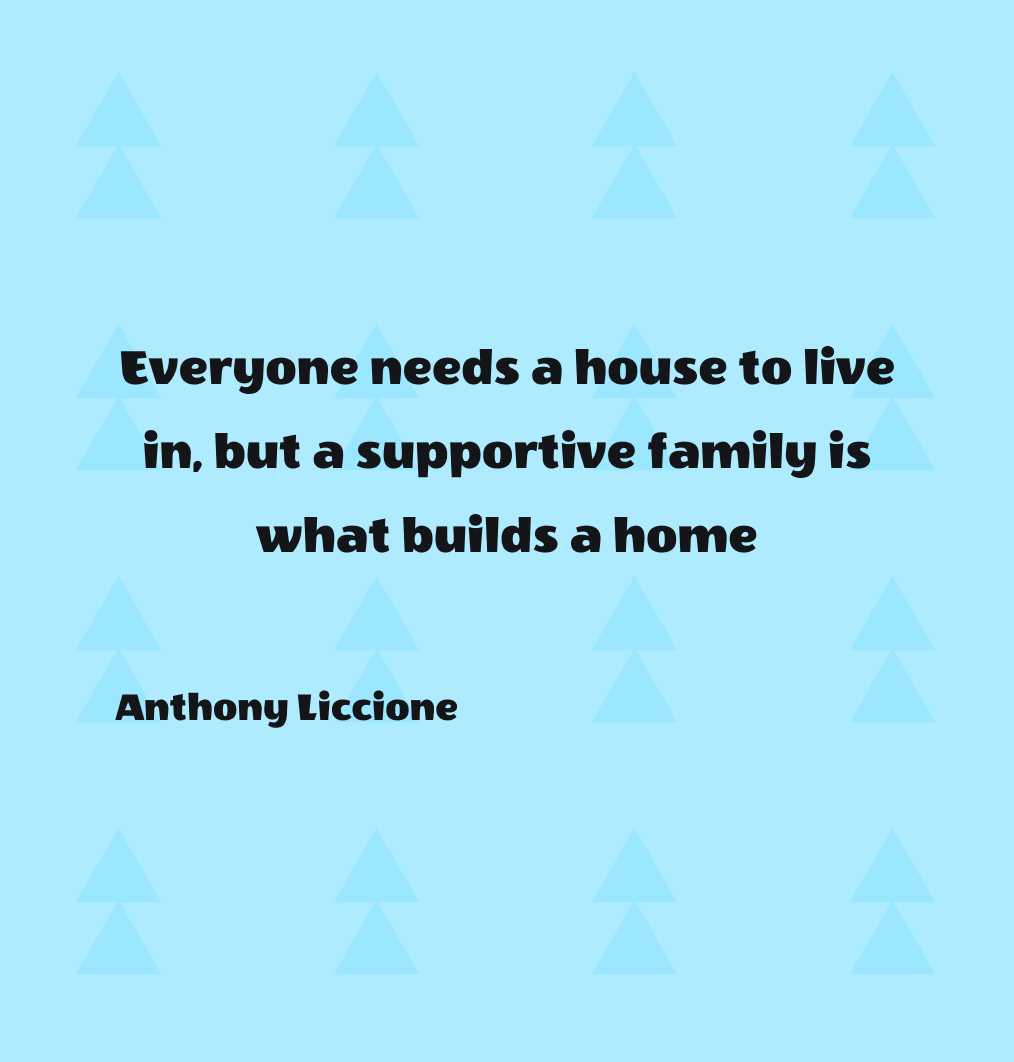 Everyone needs a house to live
in, but a supportive family is
what builds a home
Anthony Liccione